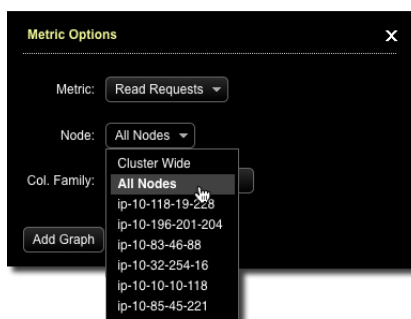 Metric Options
X
Metric: Read Requests
Node: All Nodes
Cluster Wide
Col. Family:
All Nodes
ip-10-118-19-228
ip-10-196-201-204
Add Graph
ip-10-83-46-88
ip-10-32-254-16
ip-10-10-10-118
ip-10-85-45-221